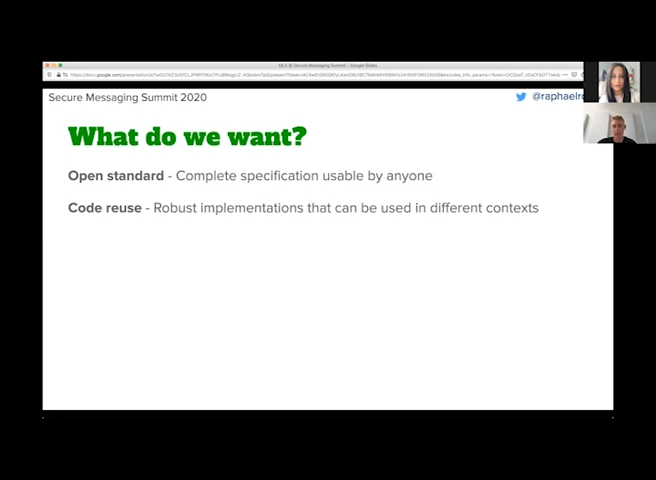 MLS @ Secure Messaging Summit - Google Slides
Secure Messaging Summit 2020
@raphaelr
What do we want?
Open standard - Complete specification usable by anyone
Code reuse - Robust implementations that can be used in different contexts